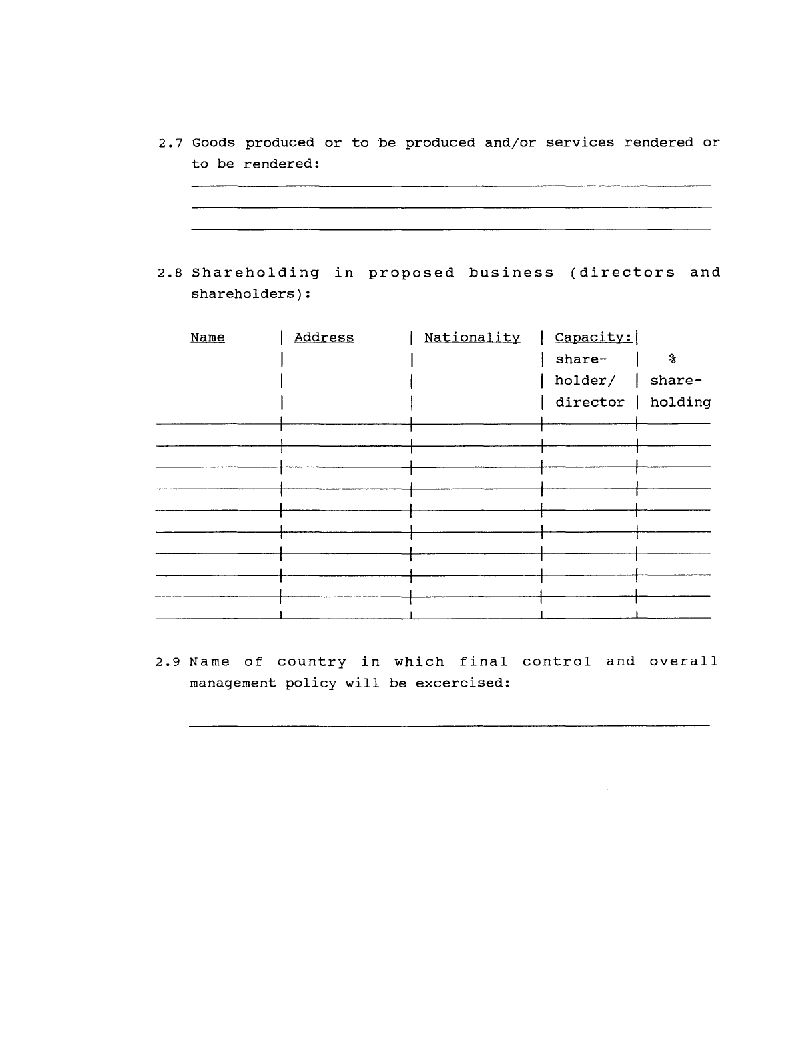 2.7 Goods produced or to be produced and/or services rendered or
to be rendered:
2.8 Shareholding in proposed business (directors and
shareholders):
Name | Address | Nationality | Capacity: |
| | | share- | %
| | | holder/ | share-
| | | director | holding
2.9 Name of country in which final control and overall
management policy will be excercised: